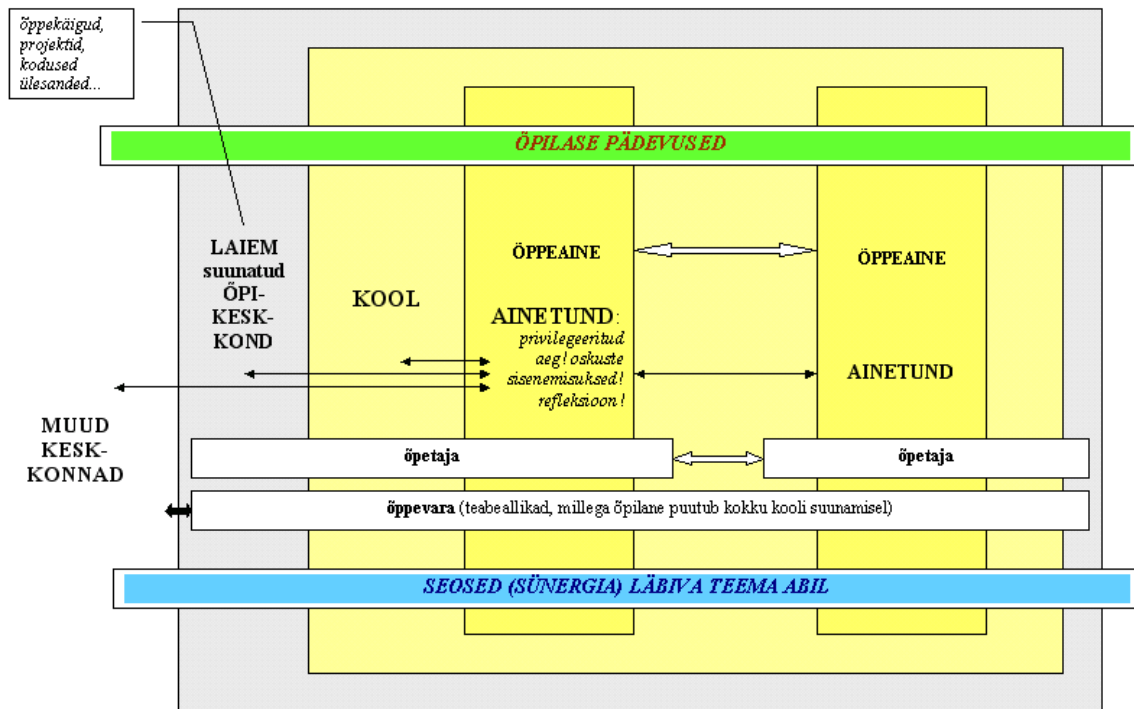 õppekäigud,
projektid,
kodused
ülesanded...
ÕPILASE PÄDEVUSED
LAIEM
suunatud
ÕPI-
KESK-
KOND
KOOL
ÕPPEAINE
AINETUND:
privilegeeritud
aeg! oskuste
sisenemisuksed!
refleksioon!
ÕPPEAINE
AINETUND
MUUD
KESK-
KONNAD
õpetaja
õpetaja
õppevara (teabeallikad, millega õpilane puutub kokku kooli suunamisel)
SEOSED (SÜNERGIA) LÄBIVA TEEMA ABIL